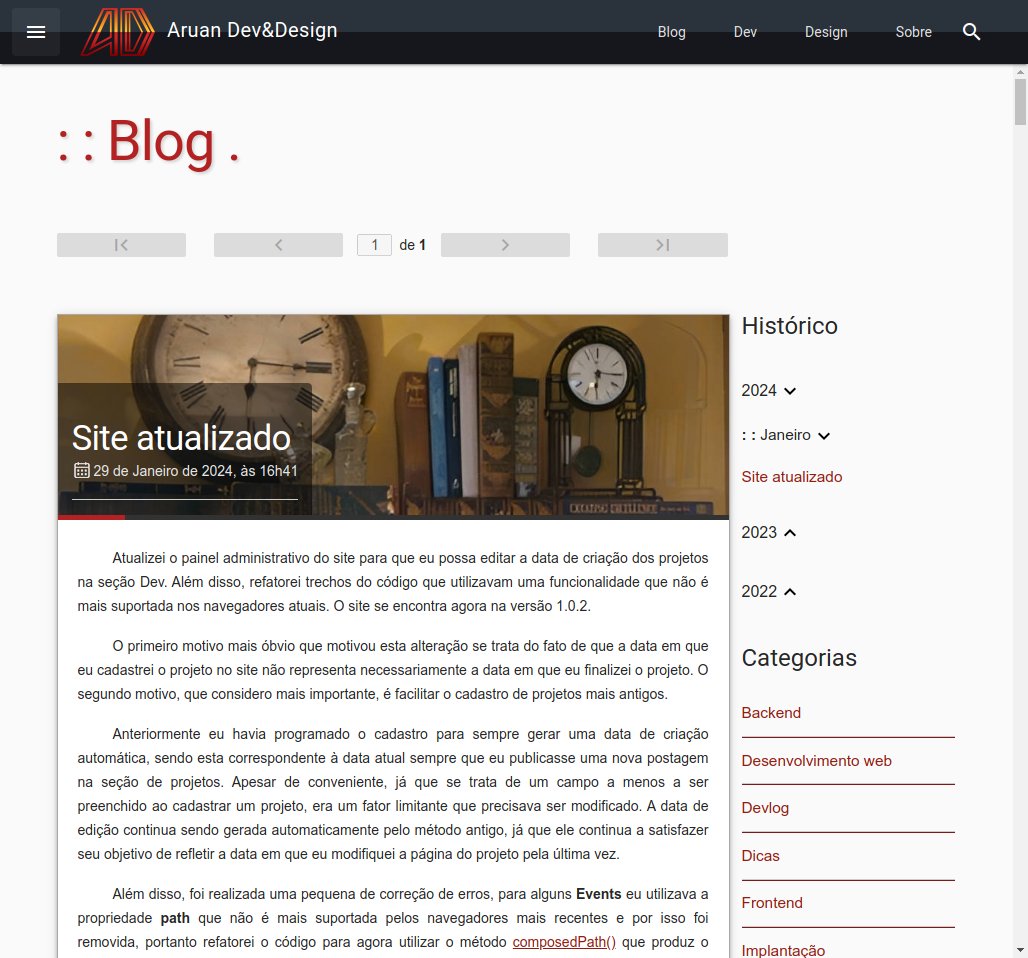 AD Aruan Dev&Design
Blog Dev Design Sobre
: : Blog .
1 de 1
Site atualizado
29 de Janeiro de 2024, às 16h41
Atualizei o painel administrativo do site para que eu possa editar a data de criação dos projetos
na seção Dev. Além disso, refatorei trechos do código que utilizavam uma funcionalidade que não é
mais suportada nos navegadores atuais. O site se encontra agora na versão 1.0.2.
O primeiro motivo mais óbvio que motivou esta alteração se trata do fato de que a data em que
eu cadastrei o projeto no site não representa necessariamente a data em que eu finalizei o projeto. O
segundo motivo, que considero mais importante, é facilitar o cadastro de projetos mais antigos.
Anteriormente eu havia programado o cadastro para sempre gerar uma data de criação
automática, sendo esta correspondente à data atual sempre que eu publicasse uma nova postagem
na seção de projetos. Apesar de conveniente, já que se trata de um campo a menos a ser
preenchido ao cadastrar um projeto, era um fator limitante que precisava ser modificado. A data de
edição continua sendo gerada automaticamente pelo método antigo, já que ele continua a satisfazer
seu objetivo de refletir a data em que eu modifiquei a página do projeto pela última vez.
Além disso, foi realizada uma pequena de correção de erros, para alguns Events eu utilizava a
propriedade path que não é mais suportada pelos navegadores mais recentes e por isso foi
removida, portanto refatorei o código para agora utilizar o método composedPath() que produz o
Histórico
2024
: : Janeiro
Site atualizado
2023
2022
Categorias
Backend
Desenvolvimento web
Devlog
Dicas
Frontend
Implantação